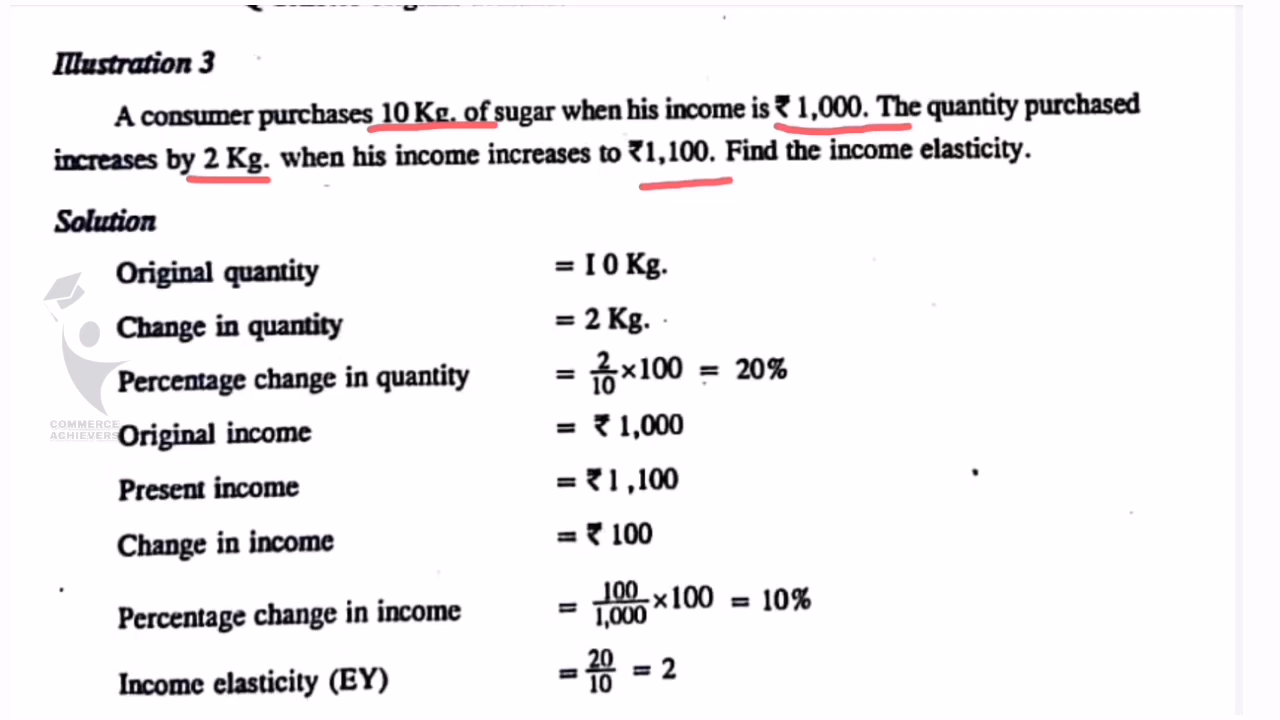 Illustration 3
A consumer purchases 10 Kg. of sugar when his income is ₹ 1,000. The quantity purchased
increases by 2 Kg. when his income increases to ₹1,100. Find the income elasticity.
Solution
Original quantity = I 0 Kg.
Change in quantity = 2 Kg.
Percentage change in quantity = 2/10 ×100 = 20%
Original income = ₹ 1,000
Present income = ₹ 1,100
Change in income = ₹ 100
Percentage change in income = 100/1,000 ×100 = 10%
Income elasticity (EY) = 20/10 = 2
COMMERCE
ACHIEVERS